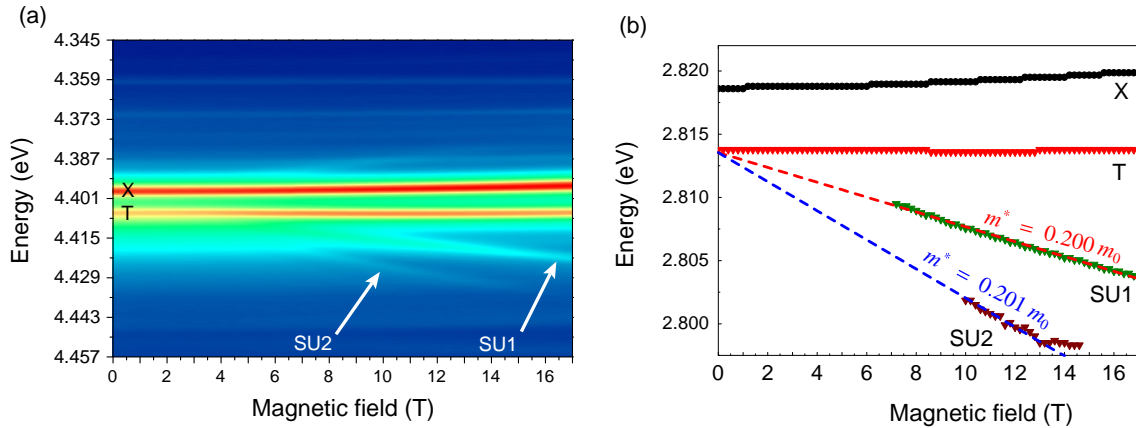 (a)
4.345
4.359
4.373
4.387
4.401
4.415
4.429
4.443
4.457
Energy (eV)
X
T
SU2
SU1
0 2 4 6 8 10 12 14 16
Magnetic field (T)
(b)
2.820
2.815
2.810
2.805
2.800
Energy (eV)
X
T
m* = 0.200 m0
SU1
m* = 0.201 m0
SU2
0 2 4 6 8 10 12 14 16
Magnetic field (T)